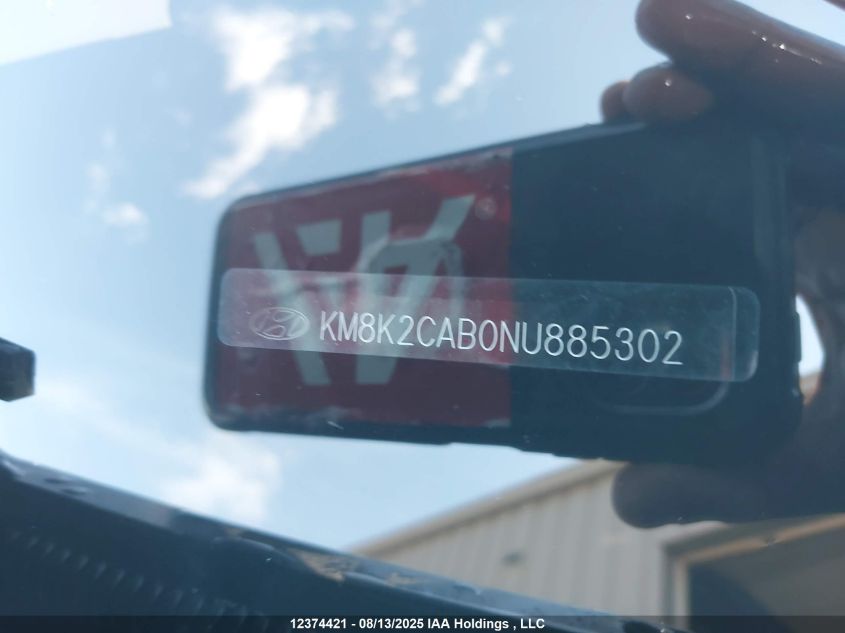 KM8K2CAB0NU885302
12374421 - 08/13/2025 IAA Holdings , LLC